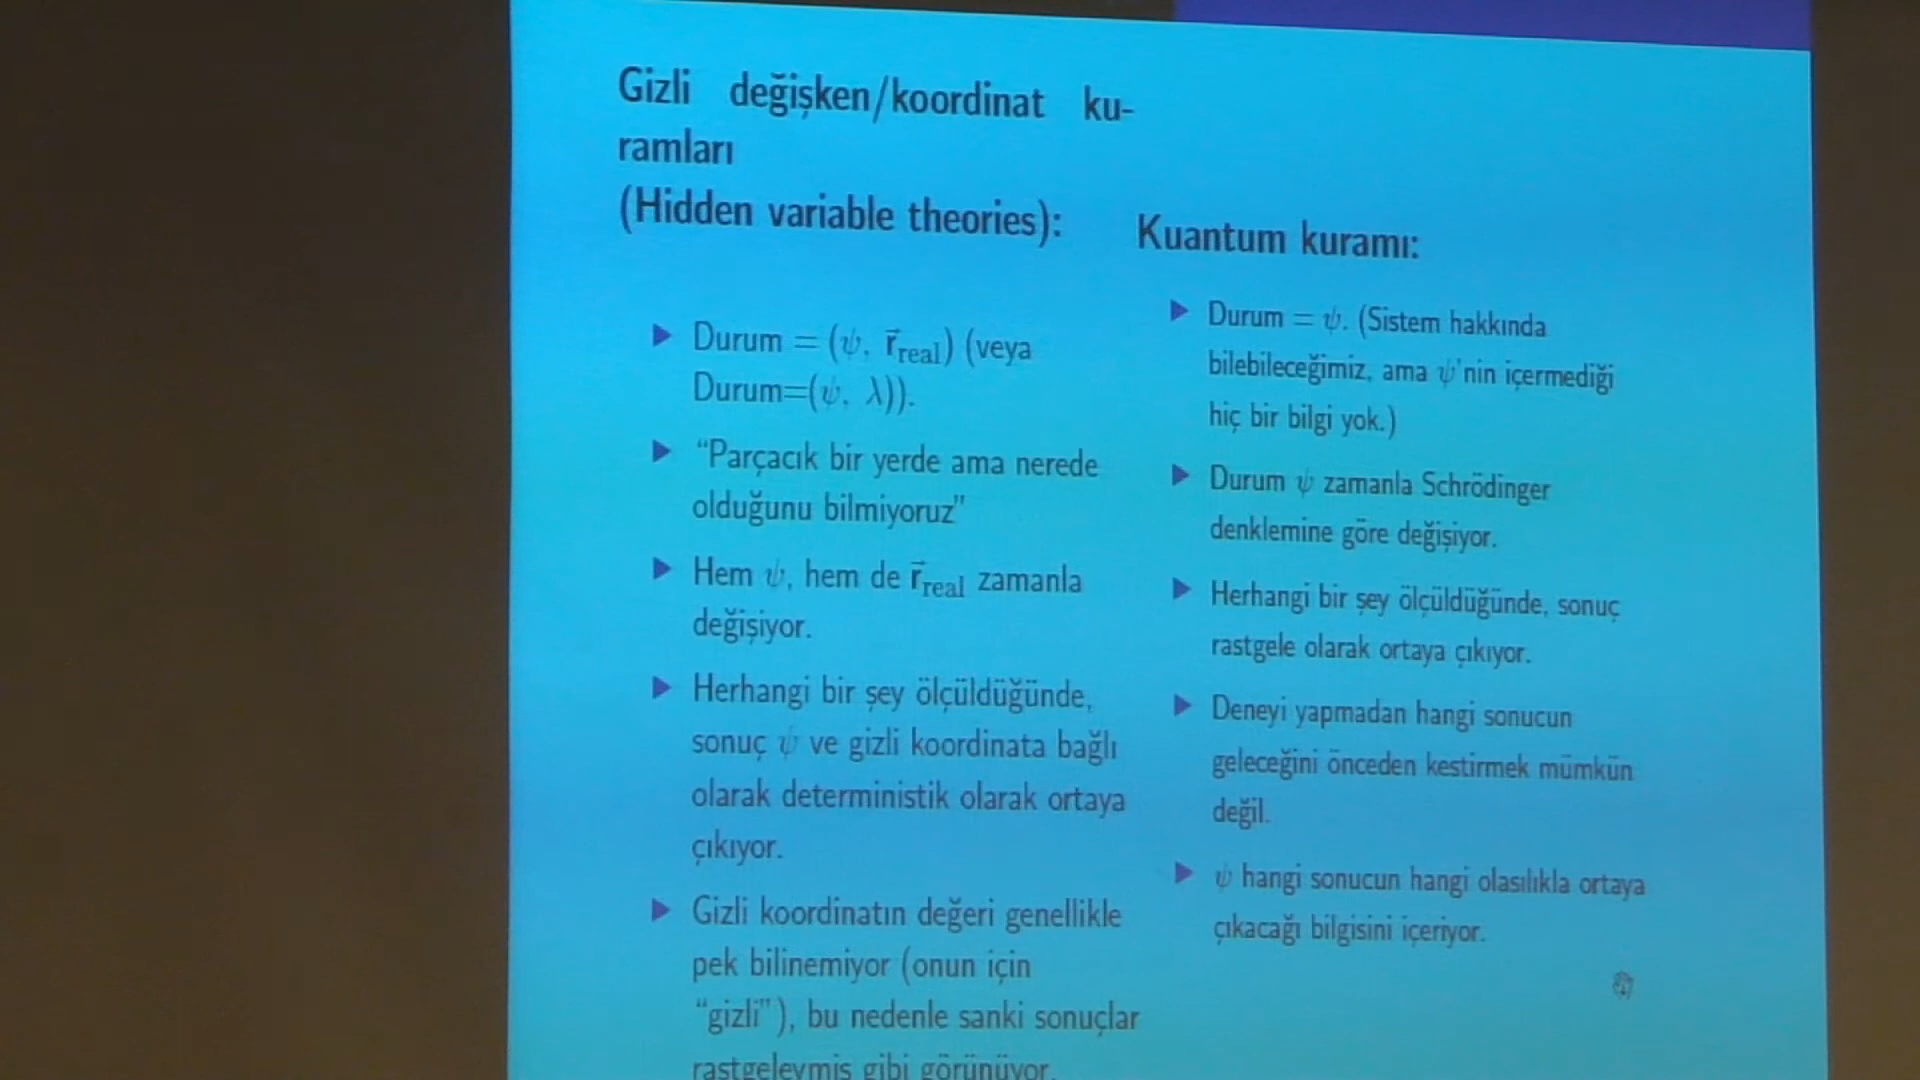 Gizli değişken/koordinat ku-
ramları
(Hidden variable theories):
▶ Durum = (ψ, r⃗real) (veya
Durum=(ψ, λ)).
▶ “Parçacık bir yerde ama nerede
olduğunu bilmiyoruz”
▶ Hem ψ, hem de r⃗real zamanla
değişiyor.
▶ Herhangi bir şey ölçüldüğünde,
sonuç ψ ve gizli koordinata bağlı
olarak deterministik olarak ortaya
çıkıyor.
▶ Gizli koordinatın değeri genellikle
pek bilinemiyor (onun için
“gizli”), bu nedenle sanki sonuçlar
rastgeleymiş gibi görünüyor.
Kuantum kuramı:
▶ Durum = ψ. (Sistem hakkında
bilebileceğimiz, ama ψ'nin içermediği
hiç bir bilgi yok.)
▶ Durum ψ zamanla Schrödinger
denklemine göre değişiyor.
▶ Herhangi bir şey ölçüldüğünde, sonuç
rastgele olarak ortaya çıkıyor.
▶ Deneyi yapmadan hangi sonucun
geleceğini önceden kestirmek mümkün
değil.
▶ ψ hangi sonucun hangi olasılıkla ortaya
çıkacağı bilgisini içeriyor.